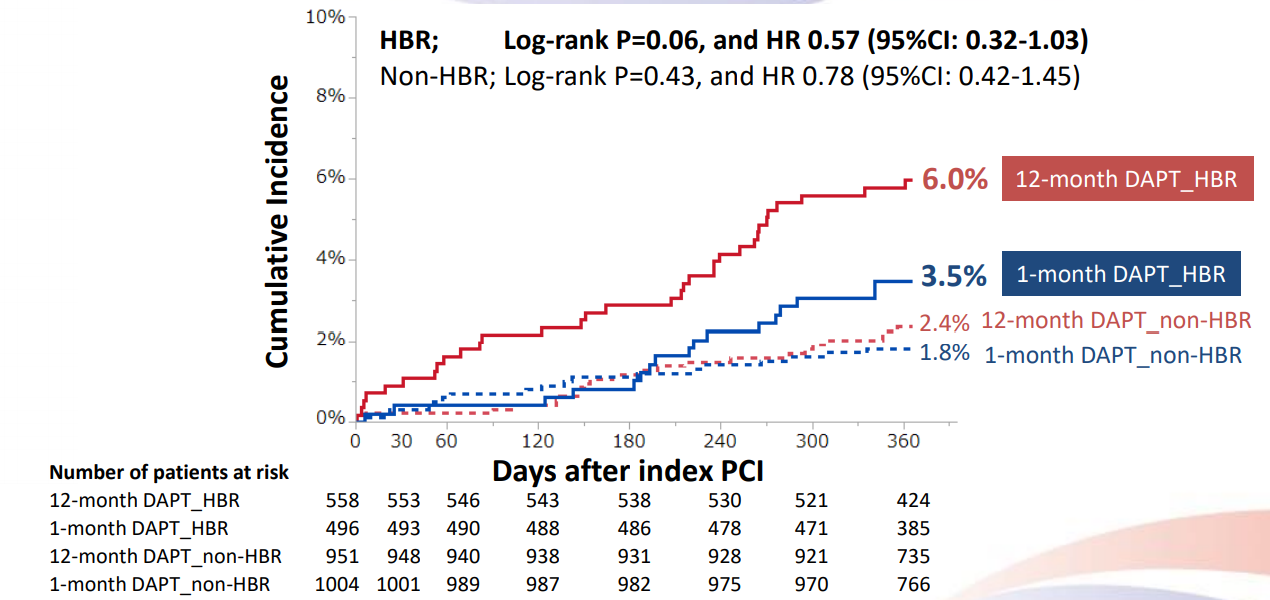 10%
HBR; Log-rank P=0.06, and HR 0.57 (95%CI: 0.32-1.03)
Non-HBR; Log-rank P=0.43, and HR 0.78 (95%CI: 0.42-1.45)
8%
Cumulative Incidence
6%
6.0% 12-month DAPT_HBR
4%
3.5% 1-month DAPT_HBR
2.4% 12-month DAPT_non-HBR
2%
1.8% 1-month DAPT_non-HBR
0%
0 30 60 120 180 240 300 360
Days after index PCI
Number of patients at risk
12-month DAPT_HBR 558 553 546 543 538 530 521 424
1-month DAPT_HBR 496 493 490 488 486 478 471 385
12-month DAPT_non-HBR 951 948 940 938 931 928 921 735
1-month DAPT_non-HBR 1004 1001 989 987 982 975 970 766